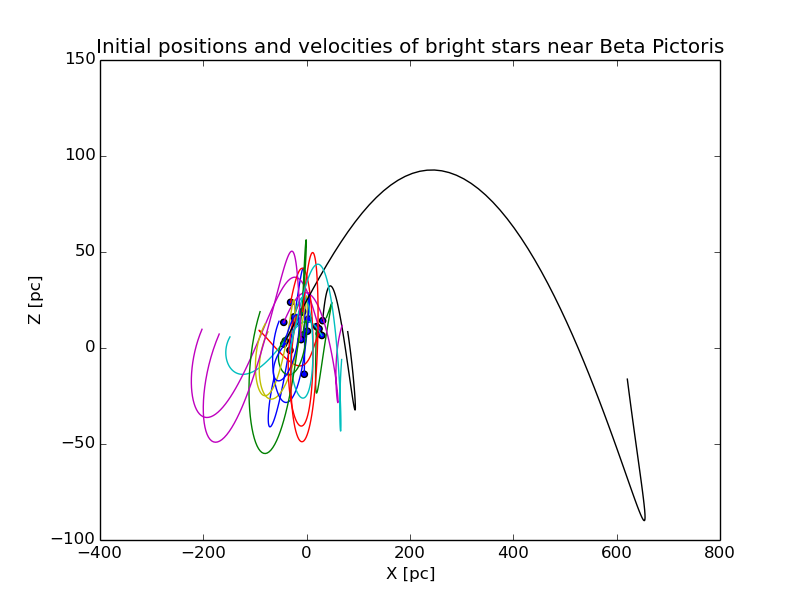 Initial positions and velocities of bright stars near Beta Pictoris
150
100
50
0
−50
−100
Z [pc]
−400 −200 0 200 400 600 800
X [pc]